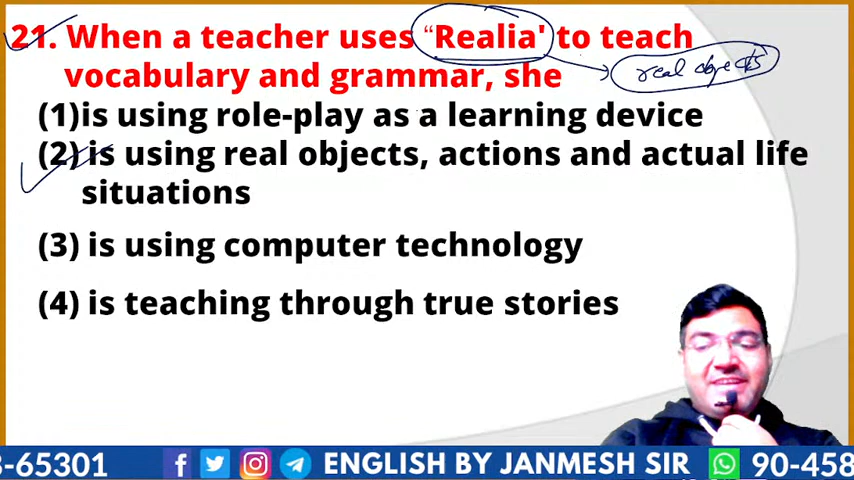 21. When a teacher uses “Realia' to teach
real objects
vocabulary and grammar, she
(1)is using role-play as a learning device
(2) is using real objects, actions and actual life
situations
(3) is using computer technology
(4) is teaching through true stories
3-65301 ENGLISH BY JANMESH SIR 90-458